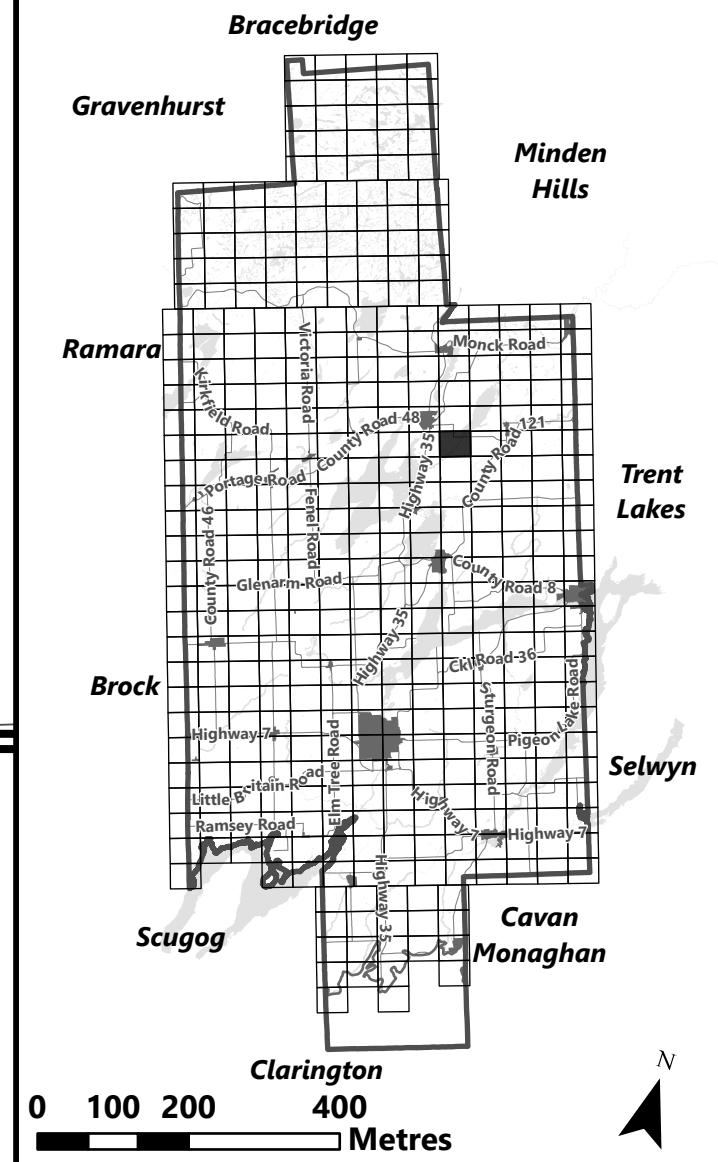 Bracebridge
Gravenhurst
Minden
Hills
Ramara
Monck Road
Victoria Road
Kirkfield Road
County Road 48
County Road 121
Highway 35
Portage Road
Trent
Lakes
Fenel Road
County Road 46
Glenarm Road
County Road 8
Highway 35
Ckl Road 36
Brock
Sturgeon Road
Pigeon Lake Road
Highway 7
Elm Tree Road
Selwyn
Little Britain Road
Highway 7
Ramsey Road
Highway 7
Highway 35
Scugog
Cavan
Monaghan
Clarington
N
0 100 200 400
Metres